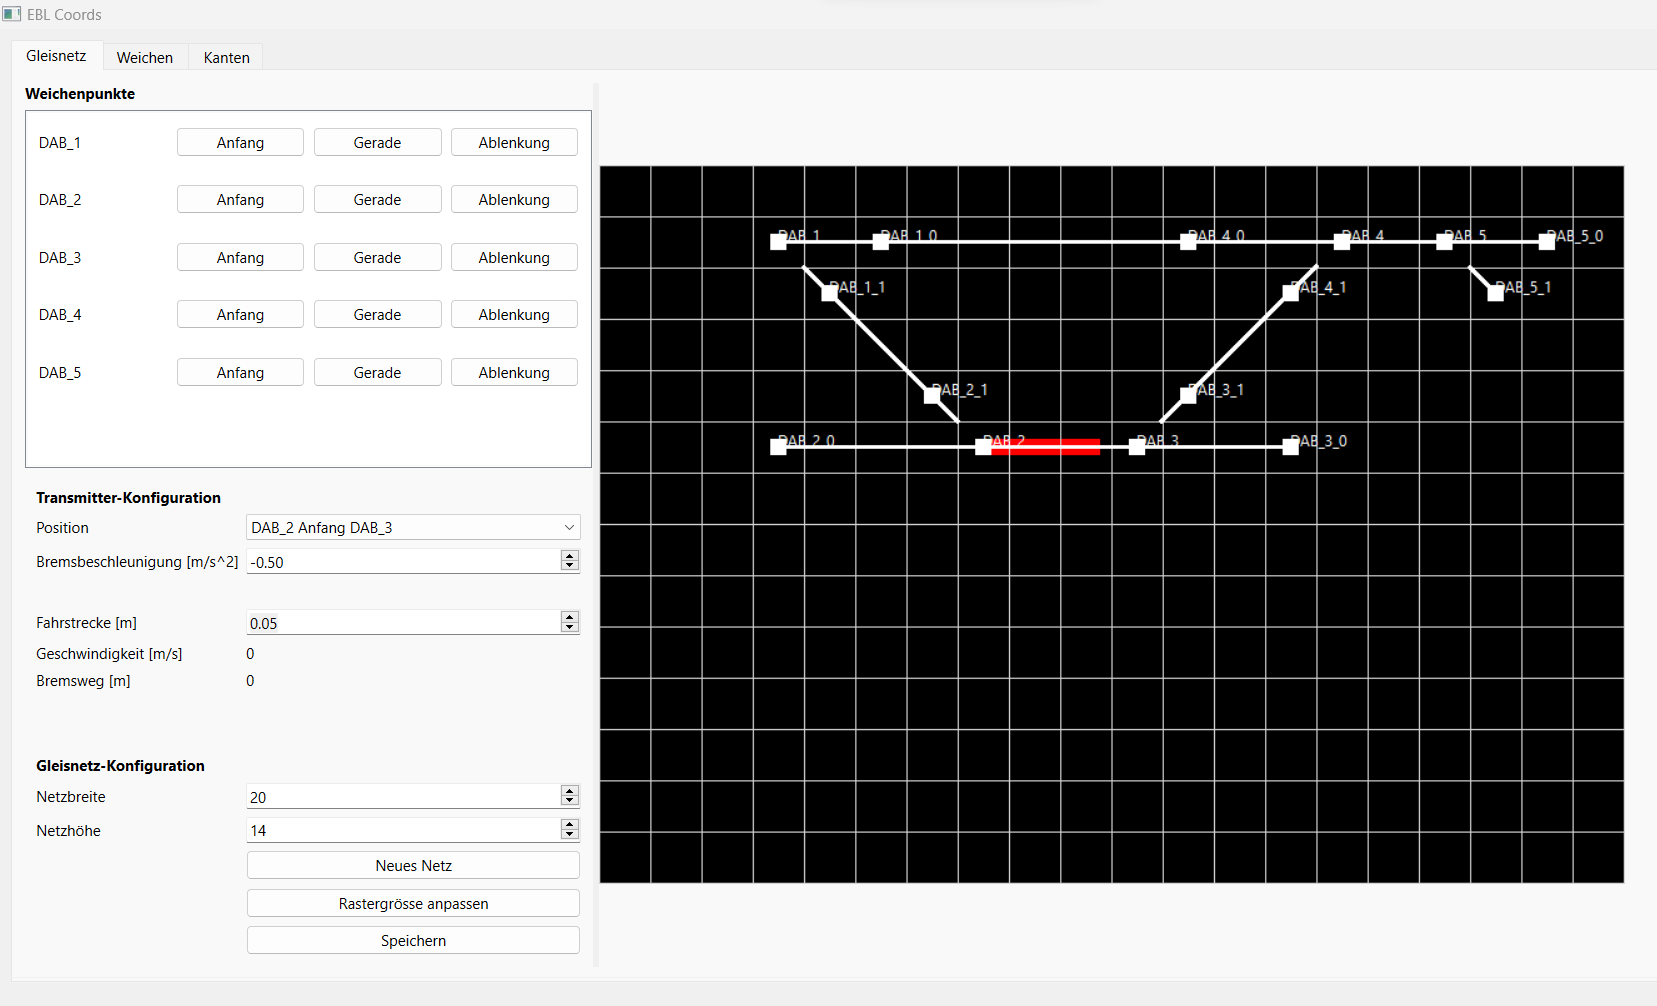 EBL Coords
Gleisnetz Weichen Kanten
Weichenpunkte
DAB_1 Anfang Gerade Ablenkung
DAB_2 Anfang Gerade Ablenkung
DAB_3 Anfang Gerade Ablenkung
DAB_4 Anfang Gerade Ablenkung
DAB_5 Anfang Gerade Ablenkung
Transmitter-Konfiguration
Position DAB_2 Anfang DAB_3
Bremsbeschleunigung [m/s^2] -0.50
Fahrstrecke [m] 0.05
Geschwindigkeit [m/s] 0
Bremsweg [m] 0
Gleisnetz-Konfiguration
Netzbreite 20
Netzhöhe 14
Neues Netz
Rastergrösse anpassen
Speichern
DAB_1 DAB_1_0 DAB_4_0 DAB_4 DAB_5 DAB_5_0
DAB_1_1 DAB_4_1 DAB_5_1
DAB_2_1 DAB_3_1
DAB_2_0 DAB_2 DAB_3 DAB_3_0